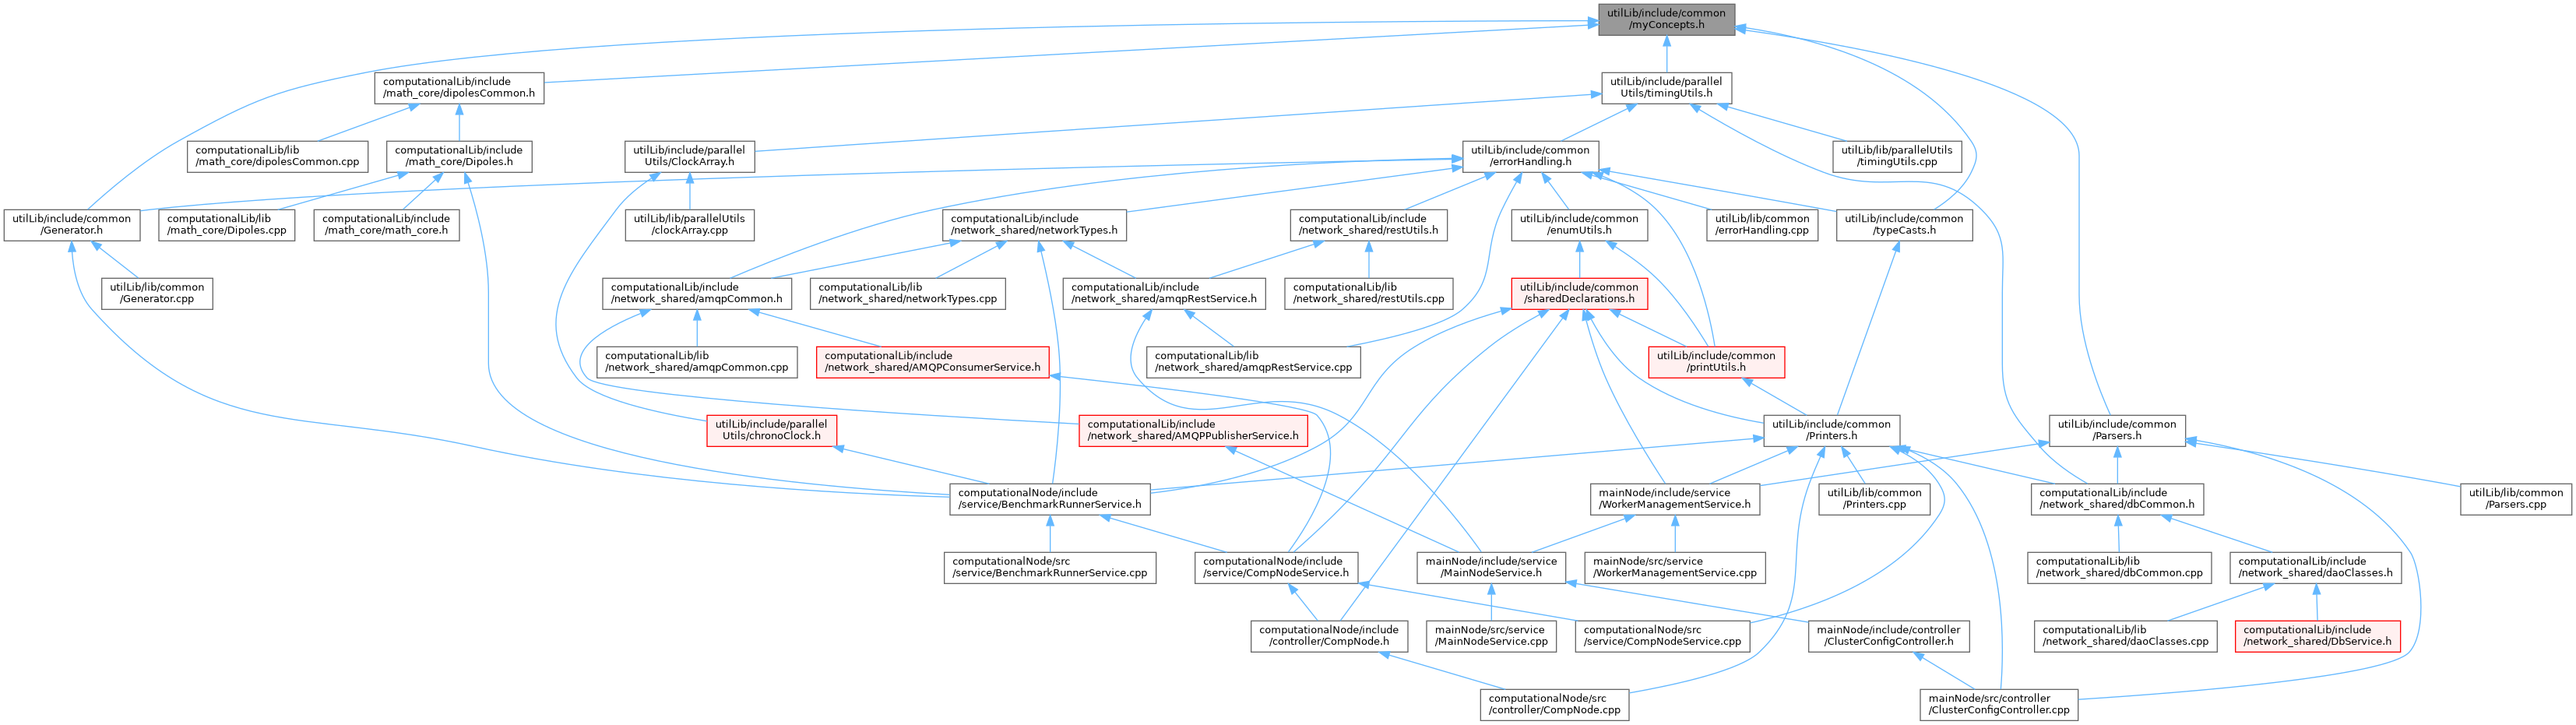 utilLib/include/common
/myConcepts.h
computationalLib/include
/math_core/dipolesCommon.h
utilLib/include/parallel
Utils/timingUtils.h
computationalLib/lib
/math_core/dipolesCommon.cpp
computationalLib/include
/math_core/Dipoles.h
utilLib/include/parallel
Utils/ClockArray.h
utilLib/include/common
/errorHandling.h
utilLib/lib/parallelUtils
/timingUtils.cpp
utilLib/include/common
/Generator.h
computationalLib/lib
/math_core/Dipoles.cpp
computationalLib/include
/math_core/math_core.h
utilLib/lib/parallelUtils
/clockArray.cpp
computationalLib/include
/network_shared/networkTypes.h
computationalLib/include
/network_shared/restUtils.h
utilLib/include/common
/enumUtils.h
utilLib/lib/common
/errorHandling.cpp
utilLib/include/common
/typeCasts.h
utilLib/lib/common
/Generator.cpp
computationalLib/include
/network_shared/amqpCommon.h
computationalLib/lib
/network_shared/networkTypes.cpp
computationalLib/include
/network_shared/amqpRestService.h
computationalLib/lib
/network_shared/restUtils.cpp
utilLib/include/common
/sharedDeclarations.h
computationalLib/lib
/network_shared/amqpCommon.cpp
computationalLib/include
/network_shared/AMQPConsumerService.h
computationalLib/lib
/network_shared/amqpRestService.cpp
utilLib/include/common
/printUtils.h
utilLib/include/parallel
Utils/chronoClock.h
computationalLib/include
/network_shared/AMQPPublisherService.h
utilLib/include/common
/Printers.h
utilLib/include/common
/Parsers.h
computationalNode/include
/service/BenchmarkRunnerService.h
mainNode/include/service
/WorkerManagementService.h
utilLib/lib/common
/Printers.cpp
computationalLib/include
/network_shared/dbCommon.h
utilLib/lib/common
/Parsers.cpp
computationalNode/src
/service/BenchmarkRunnerService.cpp
computationalNode/include
/service/CompNodeService.h
mainNode/include/service
/MainNodeService.h
mainNode/src/service
/WorkerManagementService.cpp
computationalLib/lib
/network_shared/dbCommon.cpp
computationalLib/include
/network_shared/daoClasses.h
computationalNode/include
/controller/CompNode.h
mainNode/src/service
/MainNodeService.cpp
computationalNode/src
/service/CompNodeService.cpp
mainNode/include/controller
/ClusterConfigController.h
computationalLib/lib
/network_shared/daoClasses.cpp
computationalLib/include
/network_shared/DbService.h
computationalNode/src
/controller/CompNode.cpp
mainNode/src/controller
/ClusterConfigController.cpp